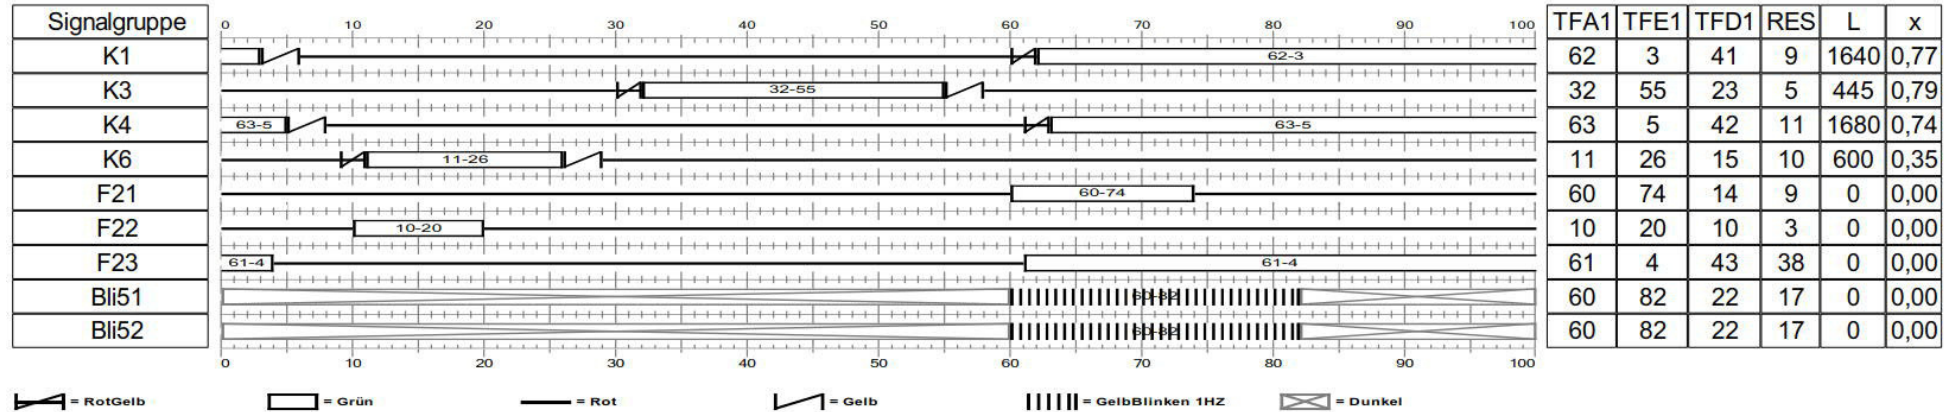 Signalgruppe 0 10 20 30 40 50 60 70 80 90 100 TFA1 TFE1 TFD1 RES L x
K1 62-3 62 3 41 9 1640 0,77
K3 32-55 32 55 23 5 445 0,79
K4 63-5 63-5 63 5 42 11 1680 0,74
K6 11-26 11 26 15 10 600 0,35
F21 60-74 60 74 14 9 0 0,00
F22 10-20 10 20 10 3 0 0,00
F23 61-4 61-4 61 4 43 38 0 0,00
Bli51 60-82 60 82 22 17 0 0,00
Bli52 60-82 60 82 22 17 0 0,00
0 10 20 30 40 50 60 70 80 90 100
= RotGelb = Grün = Rot = Gelb = GelbBlinken 1HZ = Dunkel